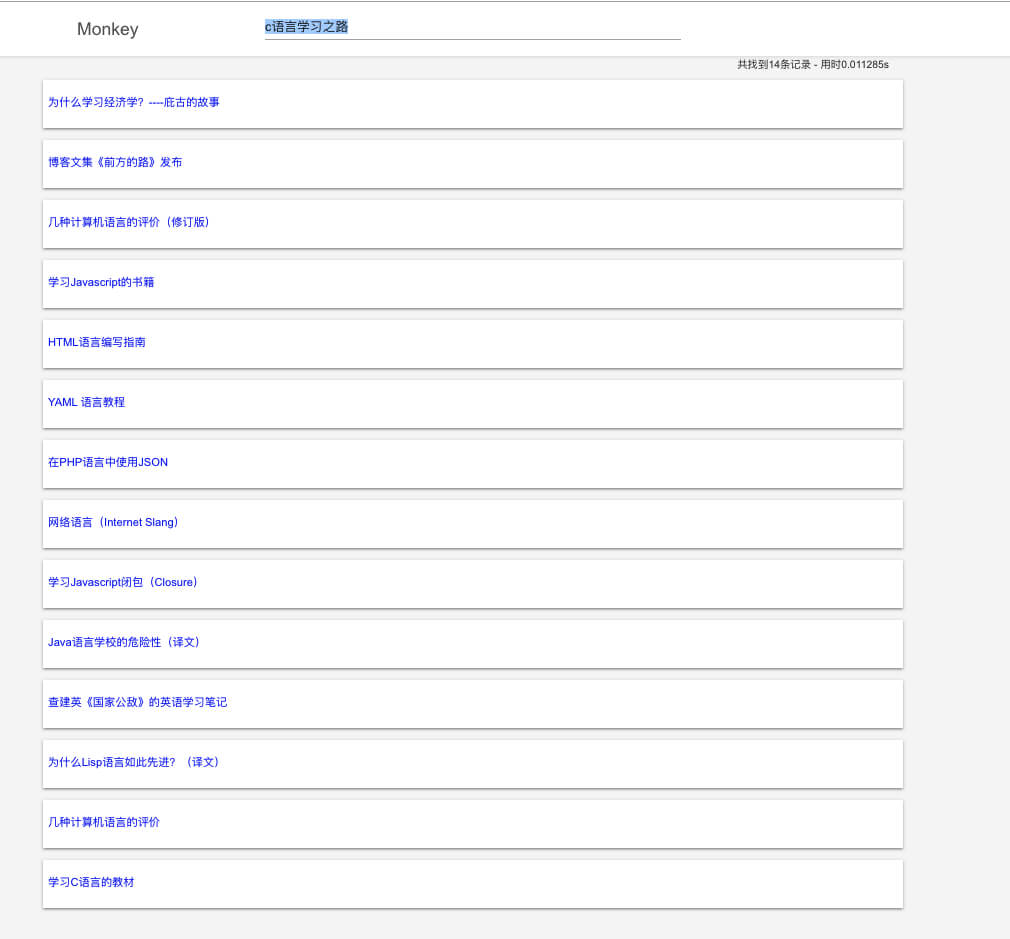 Monkey
c语言学习之路
共找到14条记录 - 用时0.011285s
为什么学习经济学？----庇古的故事
博客文集《前方的路》发布
几种计算机语言的评价（修订版）
学习Javascript的书籍
HTML语言编写指南
YAML 语言教程
在PHP语言中使用JSON
网络语言（Internet Slang）
学习Javascript闭包（Closure）
Java语言学校的危险性（译文）
查建英《国家公敌》的英语学习笔记
为什么Lisp语言如此先进？（译文）
几种计算机语言的评价
学习C语言的教材